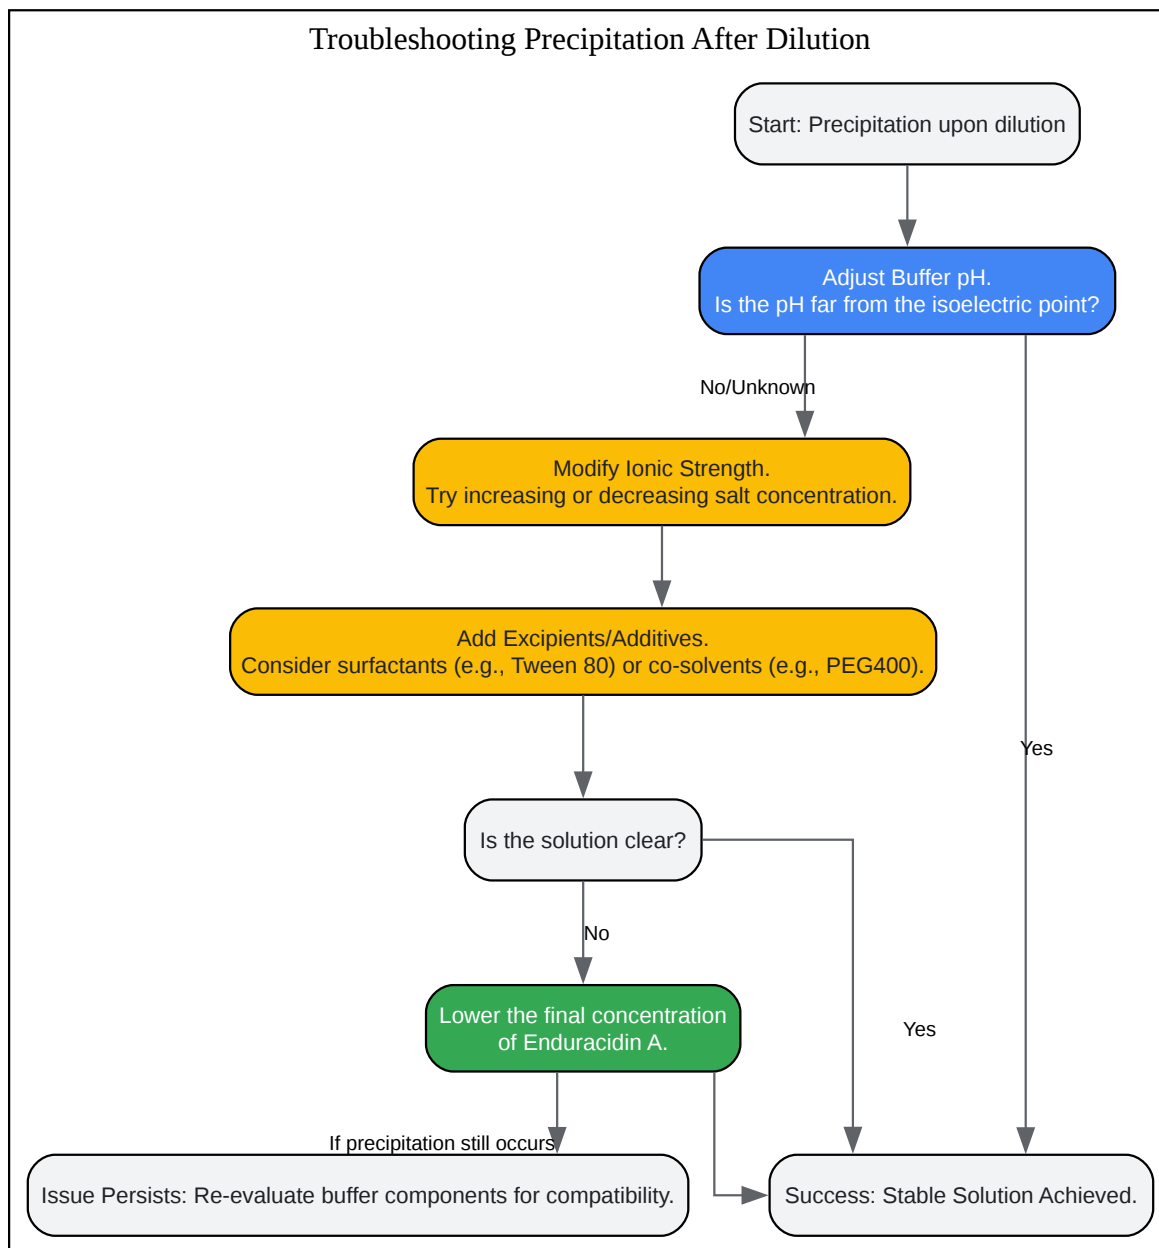 Troubleshooting Precipitation After Dilution
Start: Precipitation upon dilution
Adjust Buffer pH.
Is the pH far from the isoelectric point?
No/Unknown
Modify Ionic Strength.
Try increasing or decreasing salt concentration.
Add Excipients/Additives.
Consider surfactants (e.g., Tween 80) or co-solvents (e.g., PEG400).
Yes
Is the solution clear?
No
Lower the final concentration
of Enduracidin A.
Yes
If precipitation still occurs
Issue Persists: Re-evaluate buffer components for compatibility.
Success: Stable Solution Achieved.